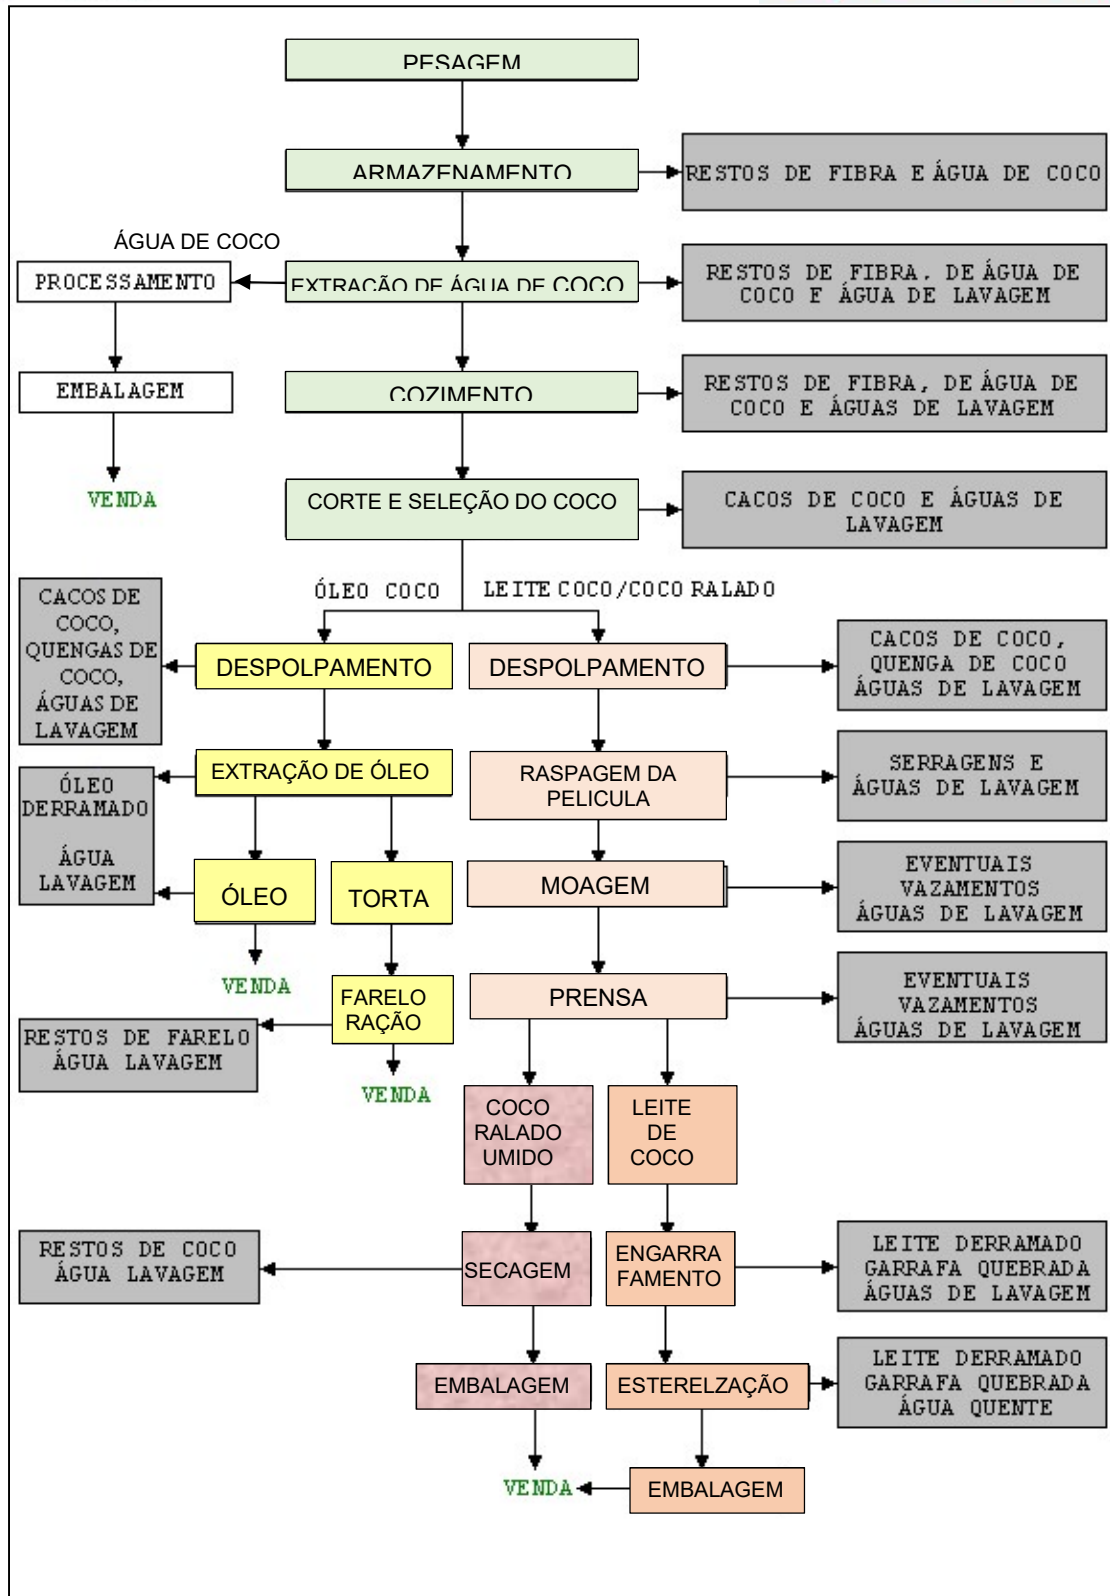 PESAGEM
ARMAZENAMENTO
RESTOS DE FIBRA E ÁGUA DE COCO
ÁGUA DE COCO
PROCESSAMENTO
EXTRAÇÃO DE ÁGUA DE COCO
RESTOS DE FIBRA, DE ÁGUA DE
COCO E ÁGUA DE LAVAGEM
EMBALAGEM
COZIMENTO
RESTOS DE FIBRA, DE ÁGUA DE
COCO E ÁGUAS DE LAVAGEM
VENDA
CORTE E SELEÇÃO DO COCO
CACOS DE COCO E ÁGUAS DE
LAVAGEM
ÓLEO COCO
LEITE COCO/COCO RALADO
CACOS DE
COCO,
QUENGAS DE
COCO,
ÁGUAS DE
LAVAGEM
DESPOLPAMENTO
DESPOLPAMENTO
CACOS DE COCO,
QUENGA DE COCO
ÁGUAS DE LAVAGEM
EXTRAÇÃO DE ÓLEO
RASPAGEM DA
PELICULA
SERRAGENS E
ÁGUAS DE LAVAGEM
ÓLEO
DERRAMADO
ÁGUA
LAVAGEM
ÓLEO
TORTA
MOAGEM
EVENTUAIS
VAZAMENTOS
ÁGUAS DE LAVAGEM
VENDA
FARELO
RAÇÃO
PRENSA
EVENTUAIS
VAZAMENTOS
ÁGUAS DE LAVAGEM
RESTOS DE FARELO
ÁGUA LAVAGEM
VENDA
COCO
RALADO
UMIDO
LEITE
DE
COCO
RESTOS DE COCO
ÁGUA LAVAGEM
SECAGEM
ENGARRA
FAMENTO
LEITE DERRAMADO
GARRAFA QUEBRADA
ÁGUAS DE LAVAGEM
EMBALAGEM
ESTERELZAÇÃO
LEITE DERRAMADO
GARRAFA QUEBRADA
ÁGUA QUENTE
VENDA
EMBALAGEM